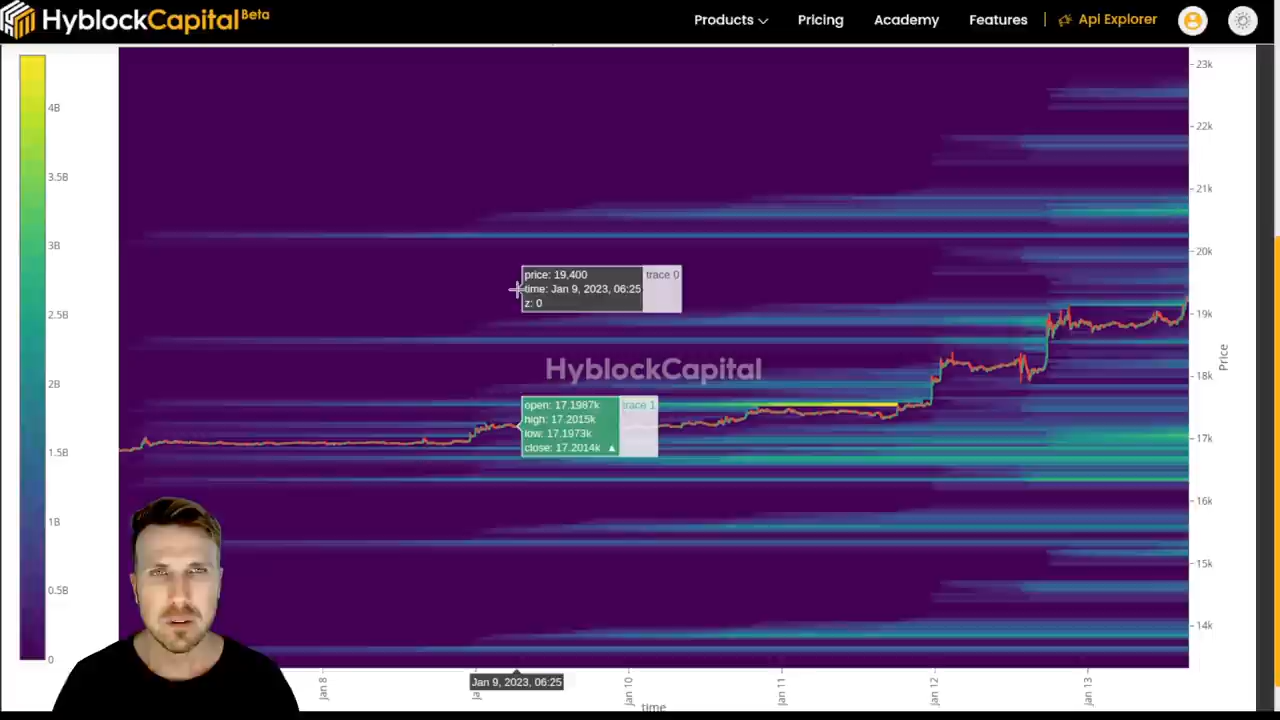 HyblockCapital Beta
Products
Pricing
Academy
Features
Api Explorer
4B
3.5B
3B
2.5B
2B
1.5B
1B
0.5B
0
23k
22k
21k
20k
19k
18k
17k
16k
15k
14k
Price
price: 19,400
time: Jan 9, 2023, 06:25
z: 0
trace 0
HyblockCapital
open: 17.1987k
high: 17.2015k
low: 17.1973k
close: 17.2014k ▲
trace 1
Jan 8
Jan 9, 2023, 06:25
Jan 10
Jan 11
Jan 12
Jan 13
time